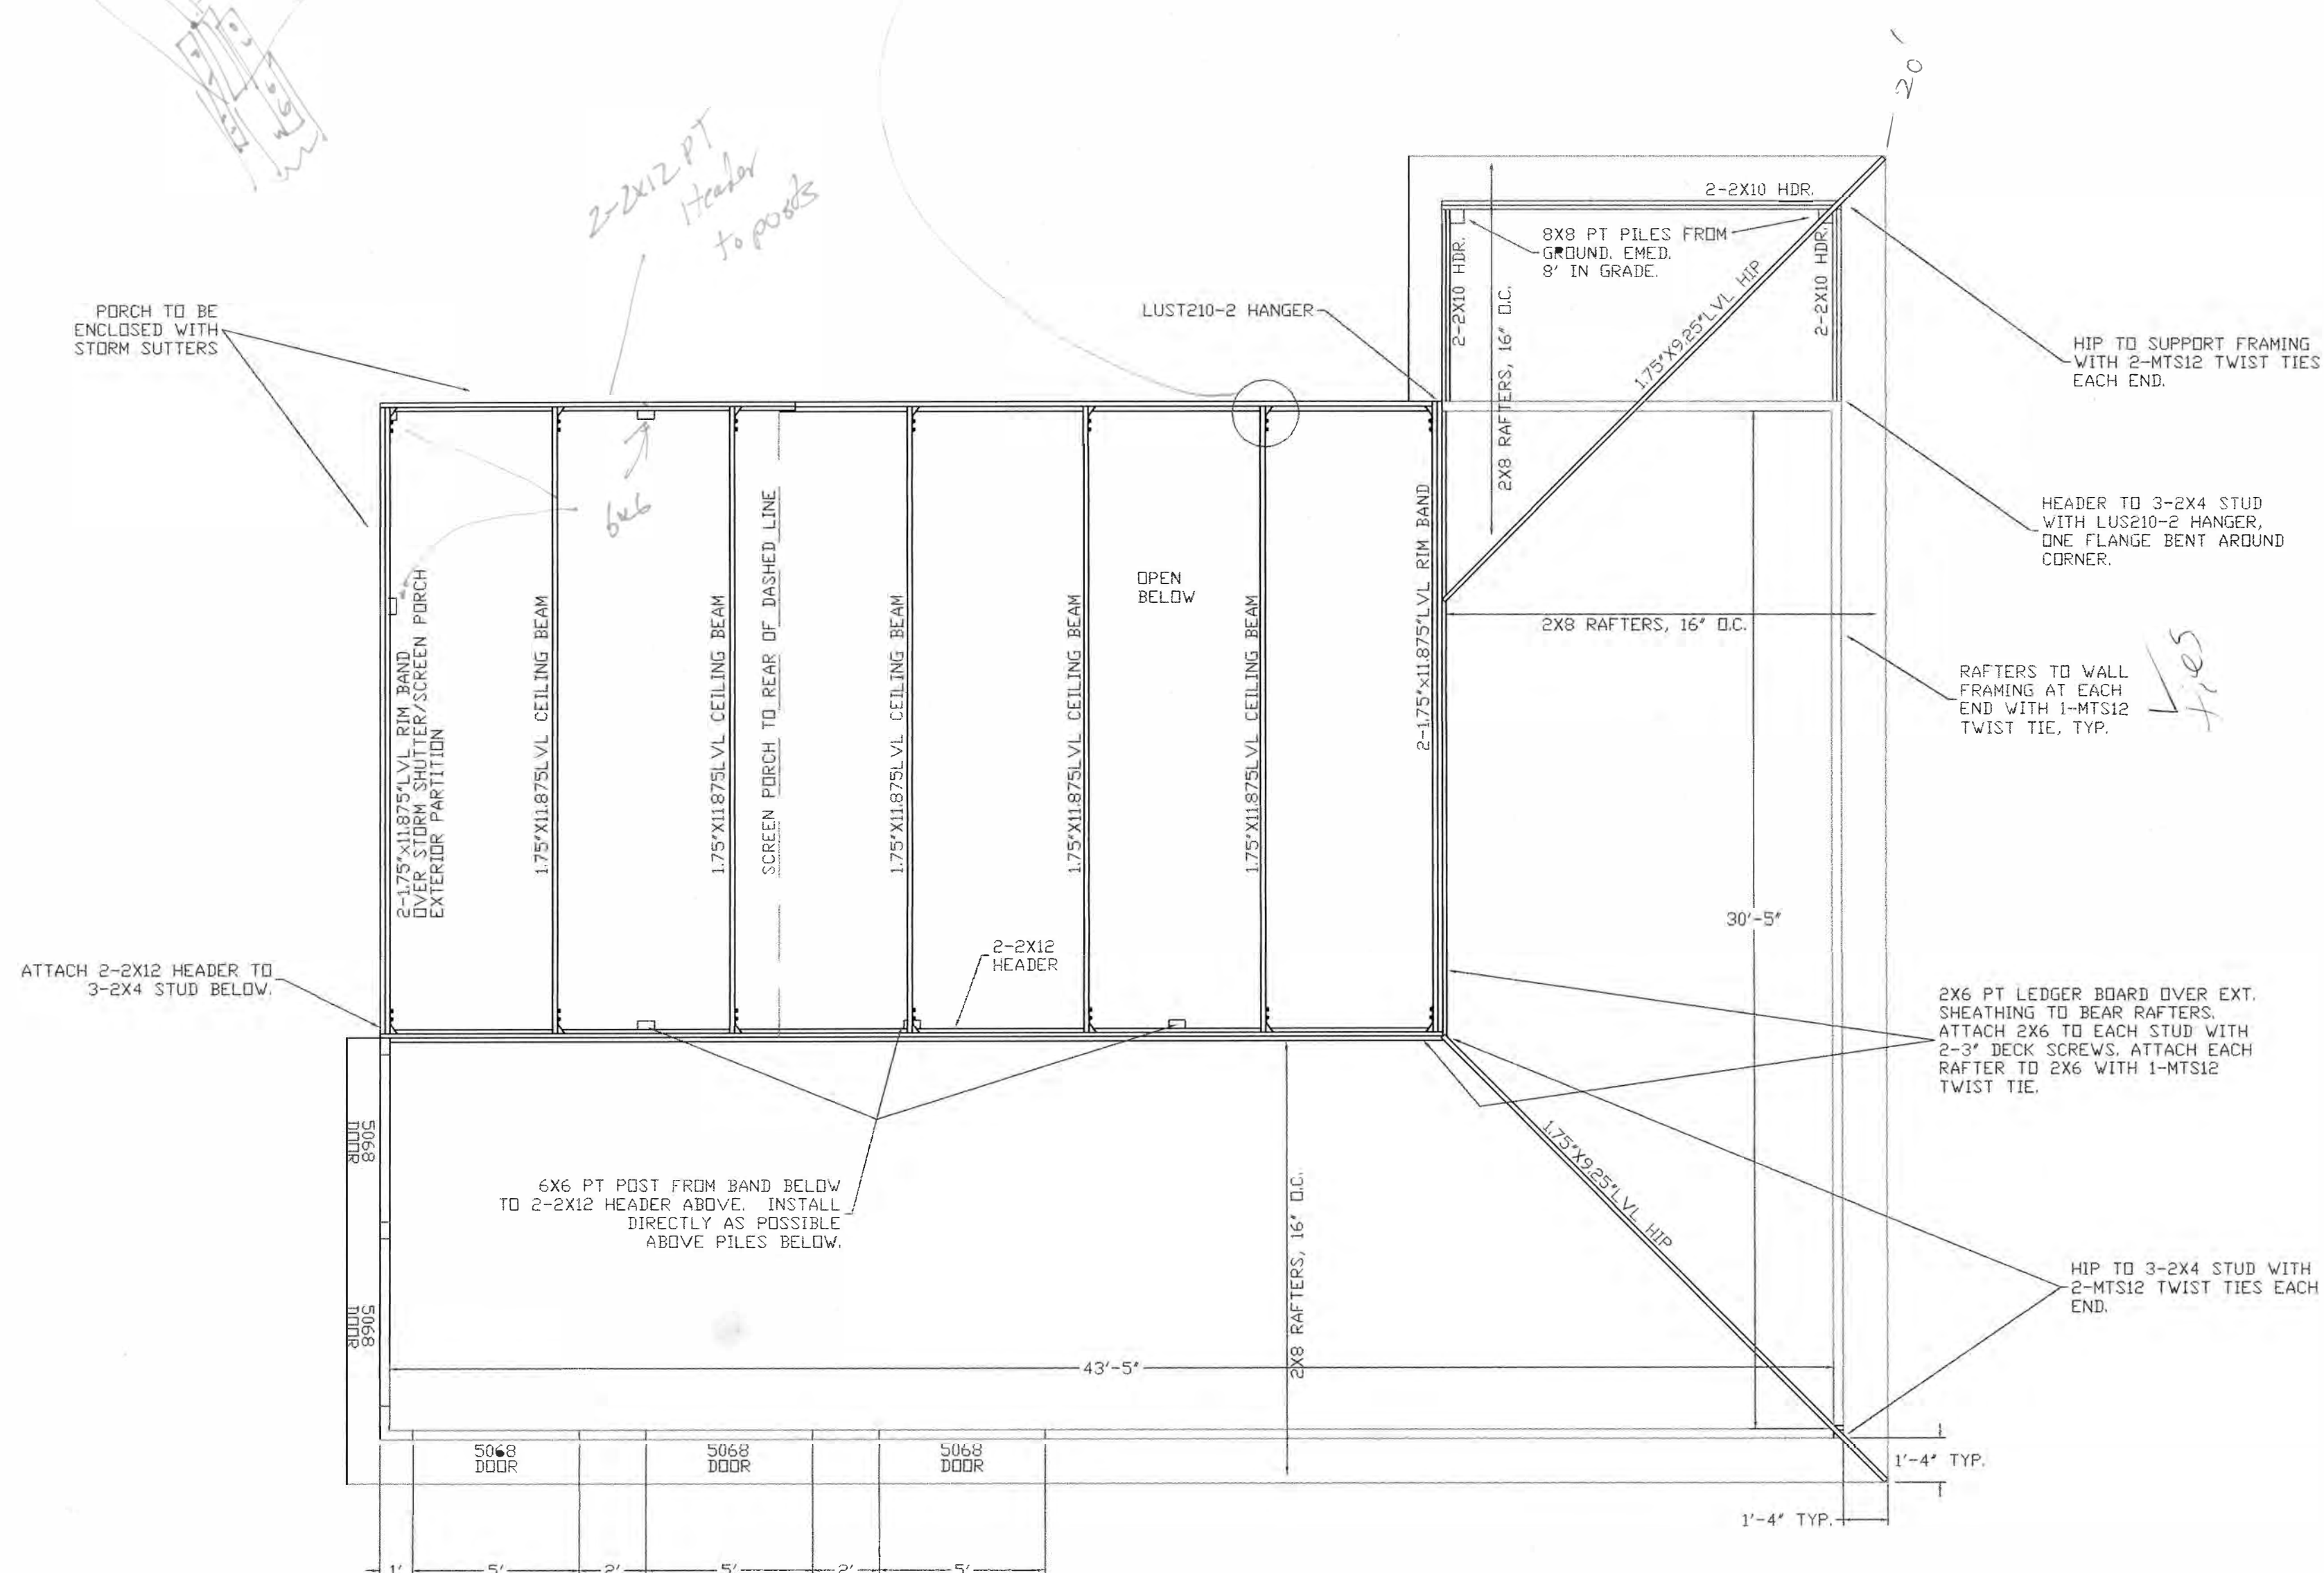 20'
2-2X12 PT
Header
to posts
2-2X10 HDR.
8X8 PT PILES FROM
GROUND, EMED.
8' IN GRADE.
2-2X10 HDR.
2-2X10 HDR.
2X8 RAFTERS, 16" O.C.
1.75"X9.25"LVL HIP
LUST210-2 HANGER
PORCH TO BE
ENCLOSED WITH
STORM SUTTERS
HIP TO SUPPORT FRAMING
WITH 2-MTS12 TWIST TIES
EACH END.
6x6
HEADER TO 3-2X4 STUD
WITH LUS210-2 HANGER,
ONE FLANGE BENT AROUND
CORNER.
OPEN
BELOW
2X8 RAFTERS, 16" O.C.
RAFTERS TO WALL
FRAMING AT EACH
END WITH 1-MTS12
TWIST TIE, TYP.
ties
2-1.75"x11.875"LVL RIM BAND
OVER STORM SHUTTER/SCREEN PORCH
EXTERIOR PARTITION
1.75"X11.875LVL CEILING BEAM
1.75"X11875LVL CEILING BEAM
SCREEN PORCH TO REAR OF DASHED LINE
1.75"X11.875LVL CEILING BEAM
1.75"X11.875LVL CEILING BEAM
1.75"X11.875LVL CEILING BEAM
2-1.75"x11.875"LVL RIM BAND
30'-5"
2-2X12
HEADER
ATTACH 2-2X12 HEADER TO
3-2X4 STUD BELOW.
2X6 PT LEDGER BOARD OVER EXT.
SHEATHING TO BEAR RAFTERS.
ATTACH 2X6 TO EACH STUD WITH
2-3" DECK SCREWS. ATTACH EACH
RAFTER TO 2X6 WITH 1-MTS12
TWIST TIE.
5068
DOOR
5068
DOOR
6X6 PT POST FROM BAND BELOW
TO 2-2X12 HEADER ABOVE. INSTALL
DIRECTLY AS POSSIBLE
ABOVE PILES BELOW.
2X8 RAFTERS, 16" O.C.
1.75"X9.25"LVL HIP
HIP TO 3-2X4 STUD WITH
2-MTS12 TWIST TIES EACH
END.
43'-5"
5068
DOOR
5068
DOOR
5068
DOOR
1'-4" TYP.
1'-4" TYP.
1' 5' 2' 5' 2' 5'